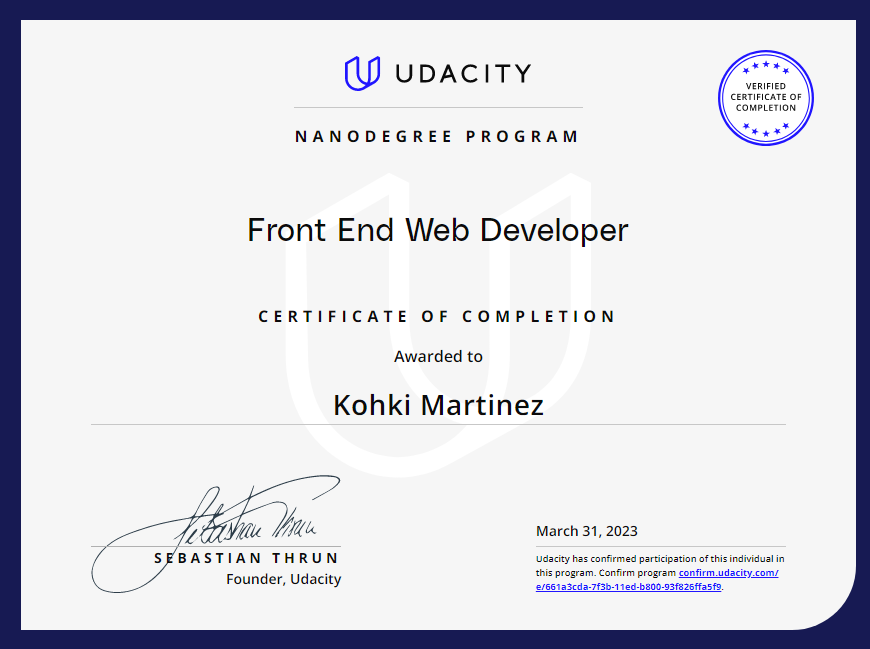 UDACITY
VERIFIED
CERTIFICATE OF
COMPLETION
NANODEGREE PROGRAM
Front End Web Developer
CERTIFICATE OF COMPLETION
Awarded to
Kohki Martinez
Sebastian Thrun
SEBASTIAN THRUN
Founder, Udacity
March 31, 2023
Udacity has confirmed participation of this individual in
this program. Confirm program confirm.udacity.com/
e/661a3cda-7f3b-11ed-b800-93f826ffa5f9.